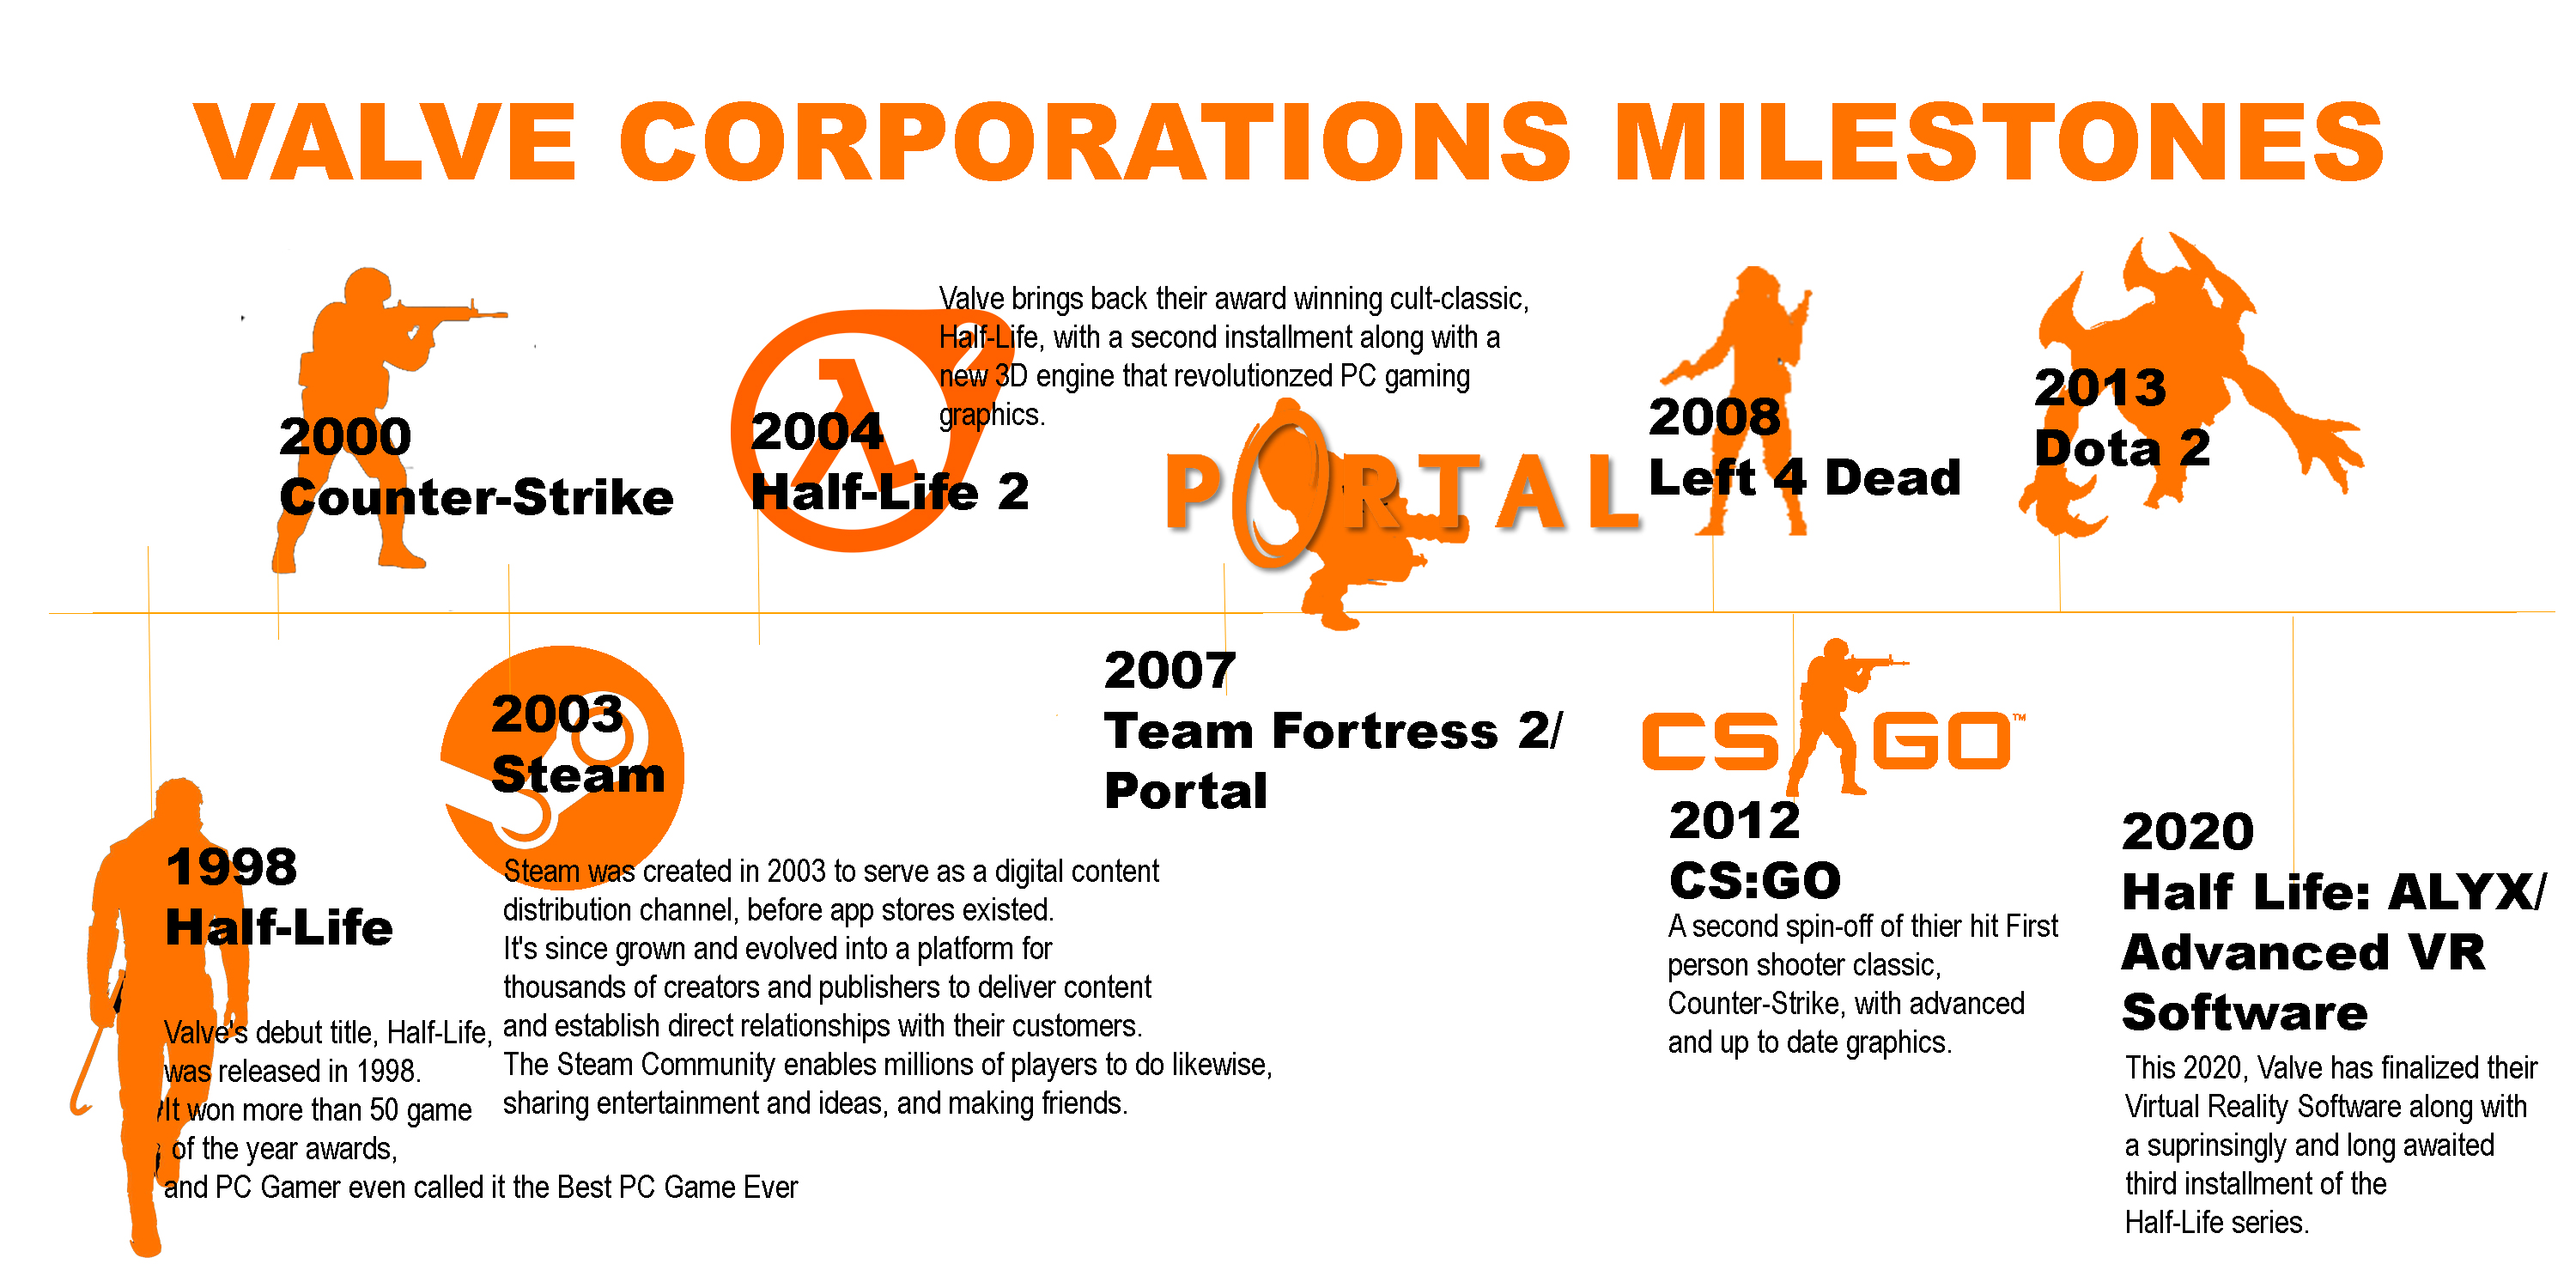 VALVE CORPORATIONS MILESTONES
2000
Counter-Strike
2004
Half-Life 2
Valve brings back their award winning cult-classic,
Half-Life, with a second installment along with a
new 3D engine that revolutionzed PC gaming
graphics.
PORTAL
2008
Left 4 Dead
2013
Dota 2
1998
Half-Life
Valve's debut title, Half-Life,
was released in 1998.
It won more than 50 game
of the year awards,
and PC Gamer even called it the Best PC Game Ever
2003
Steam
Steam was created in 2003 to serve as a digital content
distribution channel, before app stores existed.
It's since grown and evolved into a platform for
thousands of creators and publishers to deliver content
and establish direct relationships with their customers.
The Steam Community enables millions of players to do likewise,
sharing entertainment and ideas, and making friends.
2007
Team Fortress 2/
Portal
CS GO™
2012
CS:GO
A second spin-off of thier hit First
person shooter classic,
Counter-Strike, with advanced
and up to date graphics.
2020
Half Life: ALYX/
Advanced VR
Software
This 2020, Valve has finalized their
Virtual Reality Software along with
a suprinsingly and long awaited
third installment of the
Half-Life series.